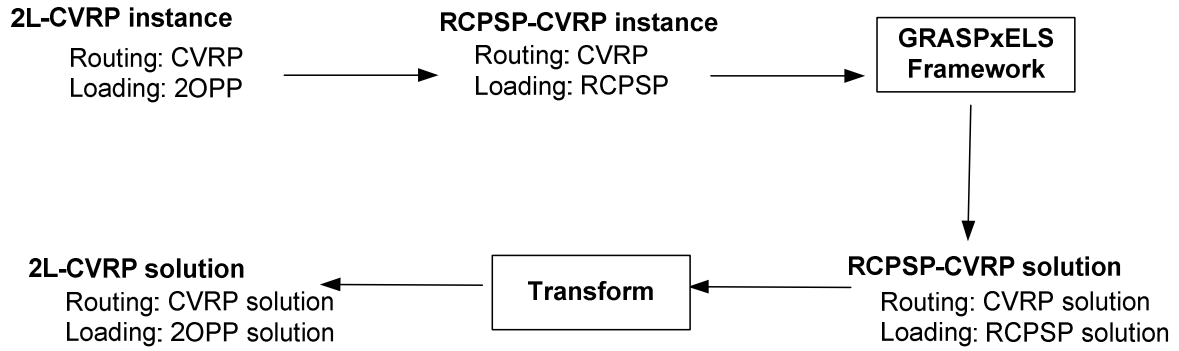 2L-CVRP instance
Routing: CVRP
Loading: 2OPP
RCPSP-CVRP instance
Routing: CVRP
Loading: RCPSP
GRASPxELS
Framework
2L-CVRP solution
Routing: CVRP solution
Loading: 2OPP solution
Transform
RCPSP-CVRP solution
Routing: CVRP solution
Loading: RCPSP solution